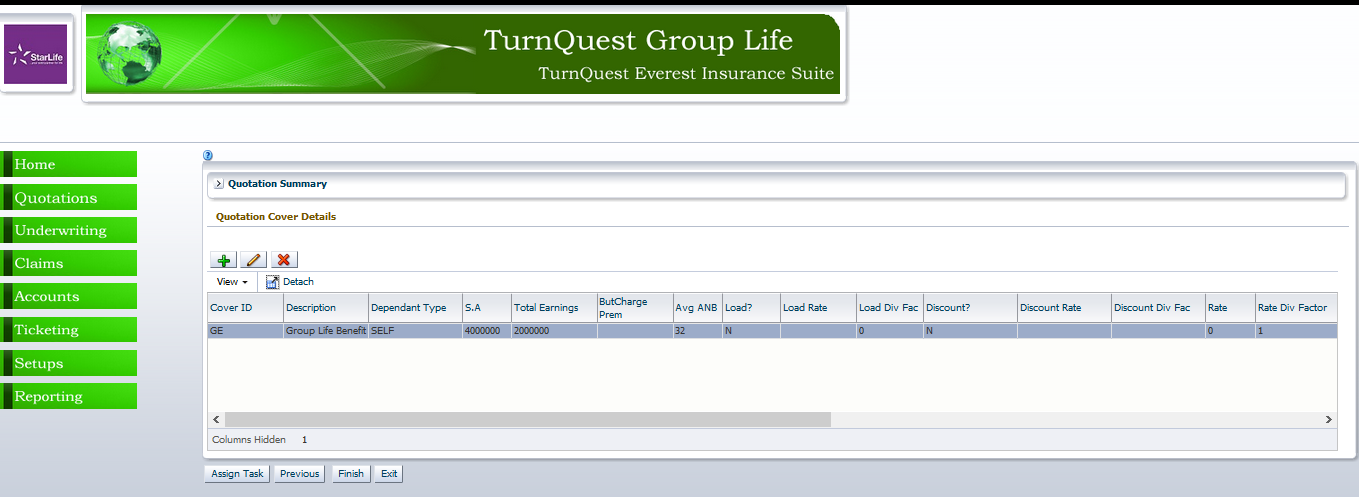 StarLife
TurnQuest Group Life
TurnQuest Everest Insurance Suite
Home
Quotations
Underwriting
Claims
Accounts
Ticketing
Setups
Reporting
Quotation Summary
Quotation Cover Details
View Detach
Cover ID Description Dependant Type S.A Total Earnings ButCharge Prem Avg ANB Load? Load Rate Load Div Fac Discount? Discount Rate Discount Div Fac Rate Rate Div Factor
GE Group Life Benefit SELF 4000000 2000000 32 N 0 N 0 1
Columns Hidden 1
Assign Task Previous Finish Exit